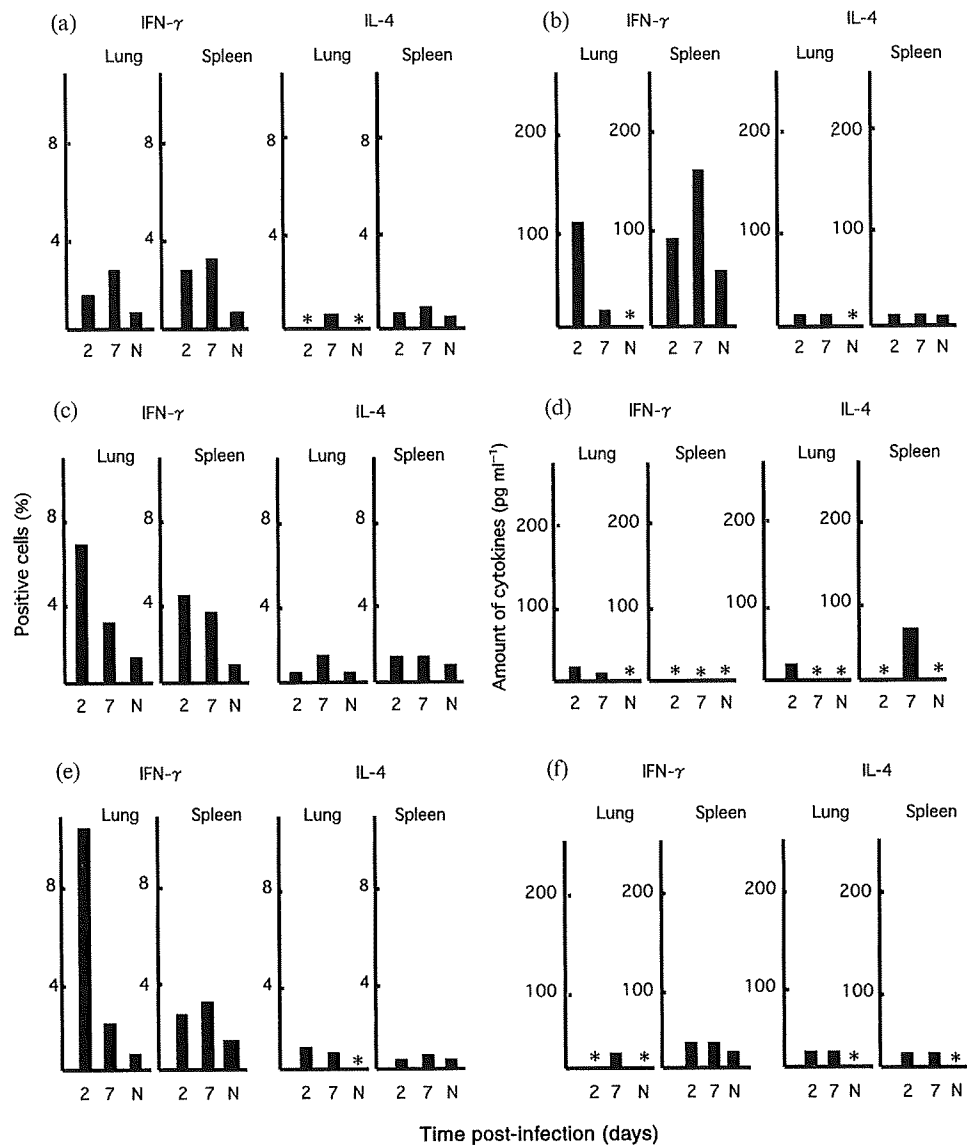 (a) IFN-γ IL-4
Lung Spleen Lung Spleen
8 8 8 8
4 4 4 4
* *
2 7 N 2 7 N 2 7 N 2 7 N
(b) IFN-γ IL-4
Lung Spleen Lung Spleen
200 200 200 200
100 100 100 100
* *
2 7 N 2 7 N 2 7 N 2 7 N
(c) IFN-γ IL-4
Lung Spleen Lung Spleen
8 8 8 8
4 4 4 4
2 7 N 2 7 N 2 7 N 2 7 N
Positive cells (%)
(d) IFN-γ IL-4
Lung Spleen Lung Spleen
200 200 200 200
100 100 100 100
* * * * * * * *
2 7 N 2 7 N 2 7 N 2 7 N
Amount of cytokines (pg ml⁻¹)
(e) IFN-γ IL-4
Lung Spleen Lung Spleen
8 8 8 8
4 4 4 4
*
2 7 N 2 7 N 2 7 N 2 7 N
(f) IFN-γ IL-4
Lung Spleen Lung Spleen
200 200 200 200
100 100 100 100
* * * *
2 7 N 2 7 N 2 7 N 2 7 N
Time post-infection (days)